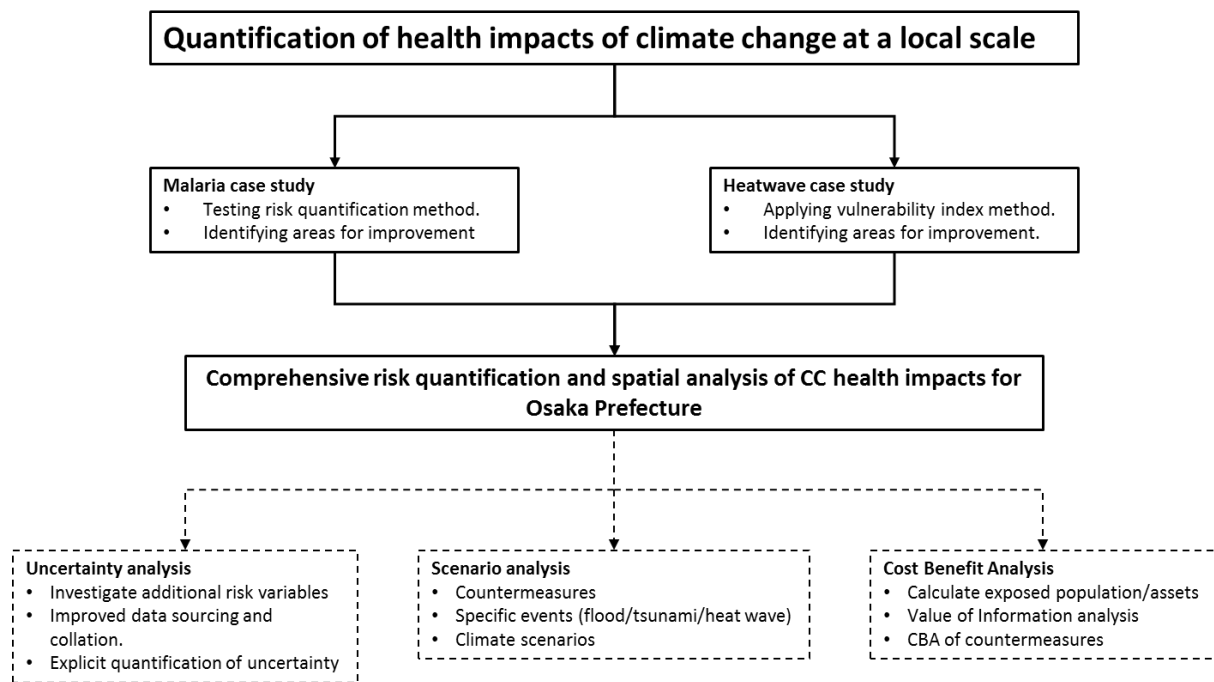 Quantification of health impacts of climate change at a local scale
Malaria case study
• Testing risk quantification method.
• Identifying areas for improvement
Heatwave case study
• Applying vulnerability index method.
• Identifying areas for improvement.
Comprehensive risk quantification and spatial analysis of CC health impacts for
Osaka Prefecture
Uncertainty analysis
• Investigate additional risk variables
• Improved data sourcing and
collation.
• Explicit quantification of uncertainty
Scenario analysis
• Countermeasures
• Specific events (flood/tsunami/heat wave)
• Climate scenarios
Cost Benefit Analysis
• Calculate exposed population/assets
• Value of Information analysis
• CBA of countermeasures